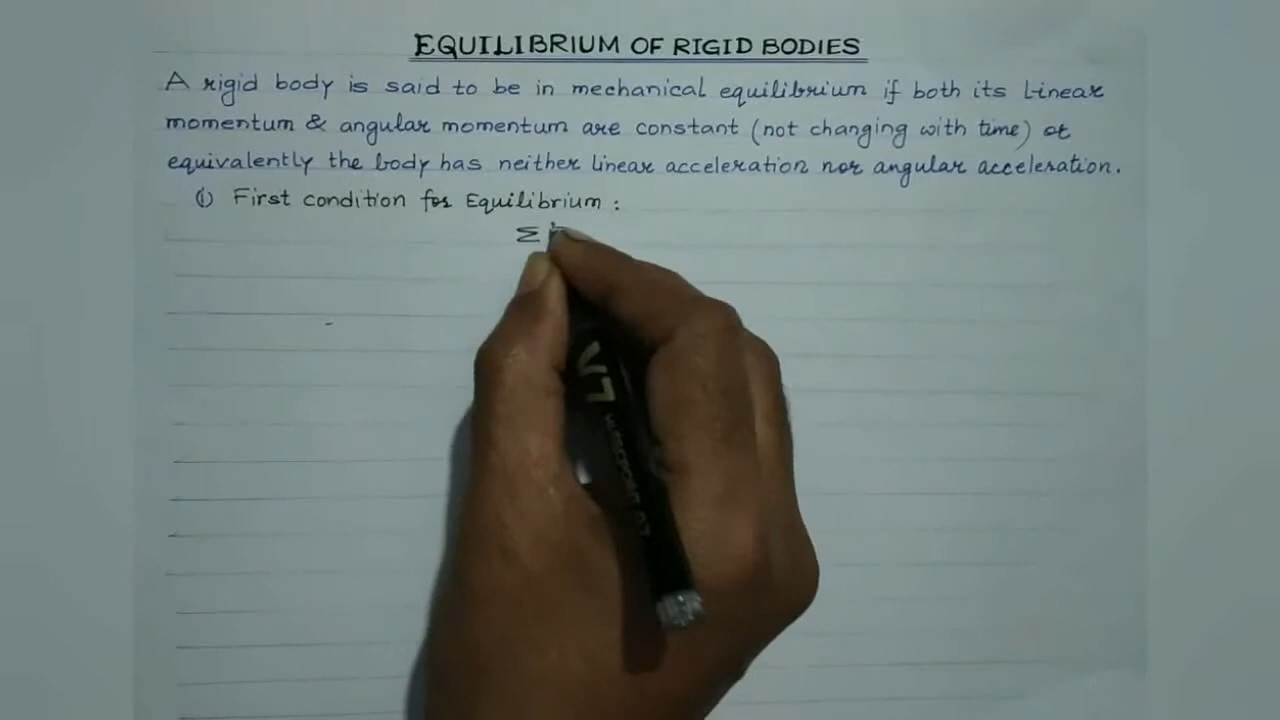 EQUILIBRIUM OF RIGID BODIES
A rigid body is said to be in mechanical equilibrium if both its linear
momentum & angular momentum are constant (not changing with time) or
equivalently the body has neither linear acceleration nor angular acceleration.
(i) First condition for Equilibrium :
Σ
V7